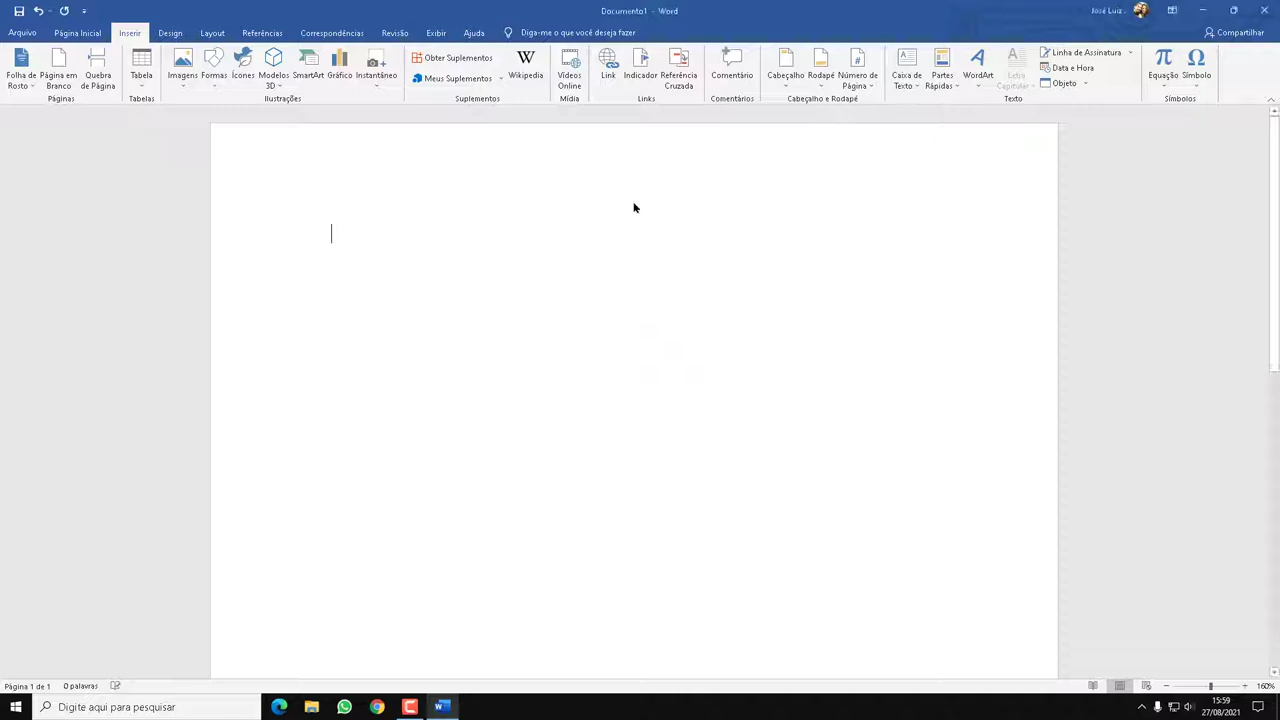 Documento1 - Word
José Luiz .
Arquivo Página Inicial Inserir Design Layout Referências Correspondências Revisão Exibir Ajuda Diga-me o que você deseja fazer Compartilhar
Folha de Rosto
Página em Branco
Quebra de Página
Tabela
Imagens
Formas
Ícones
Modelos 3D
SmartArt
Gráfico
Instantâneo
Obter Suplementos
Meus Suplementos
W
Wikipedia
Vídeos Online
Link
Indicador
Referência Cruzada
Comentário
Cabeçalho
Rodapé
Número de Página
Caixa de Texto
Partes Rápidas
WordArt
Extra Capitular
Linha de Assinatura
Data e Hora
Objeto
π
Equação
Ω
Símbolo
Páginas Tabelas Ilustrações Suplementos Mídia Links Comentários Cabeçalho e Rodapé Texto Símbolos
Página 1 de 1 0 palavras 160%
Digite aqui para pesquisar
15:59
27/08/2021